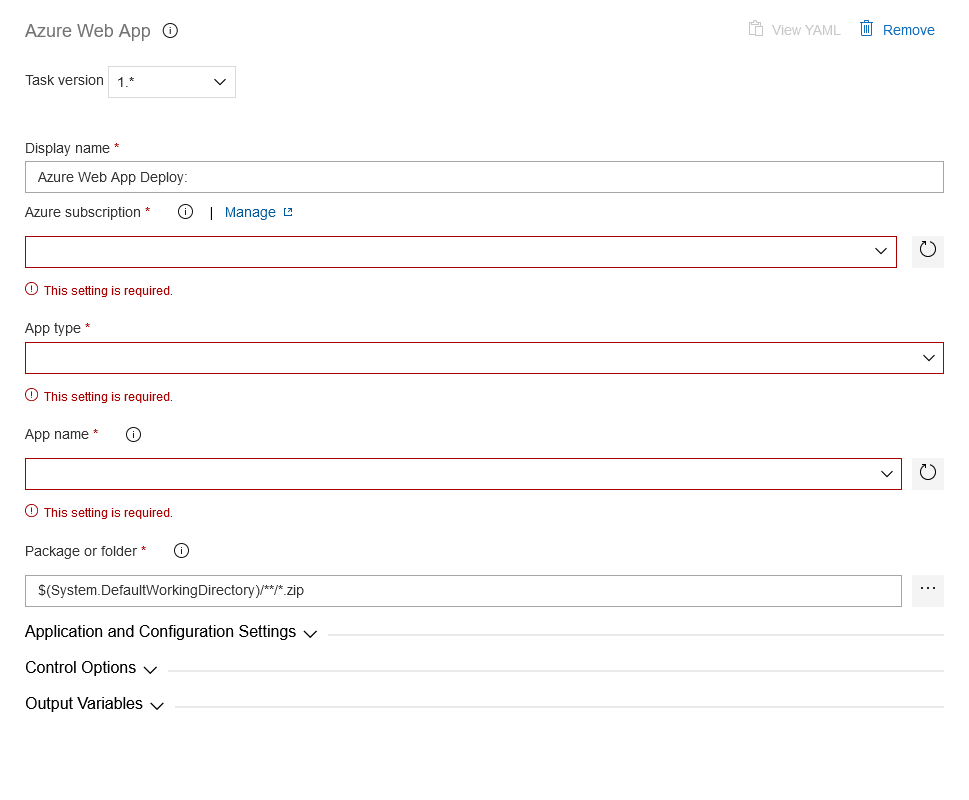 Azure Web App
View YAML
Remove
Task version 1.*
Display name *
Azure Web App Deploy:
Azure subscription * | Manage
This setting is required.
App type *
This setting is required.
App name *
This setting is required.
Package or folder *
$(System.DefaultWorkingDirectory)/**/*.zip
Application and Configuration Settings
Control Options
Output Variables